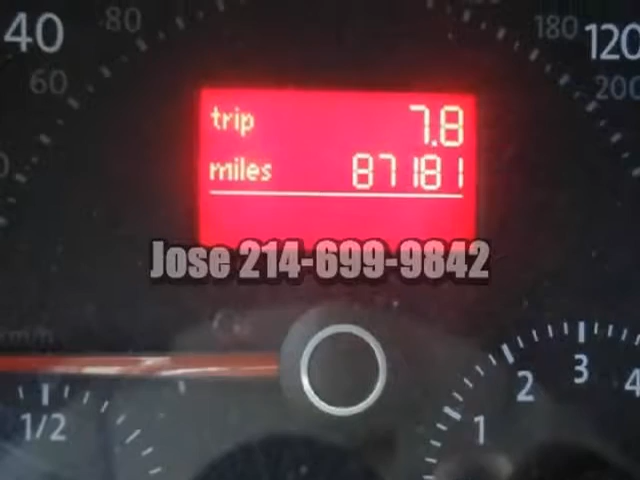 40 80 180 120
60 200
trip 7.8
miles 87181
Jose 214-699-9842
1/2 1 2 3 4